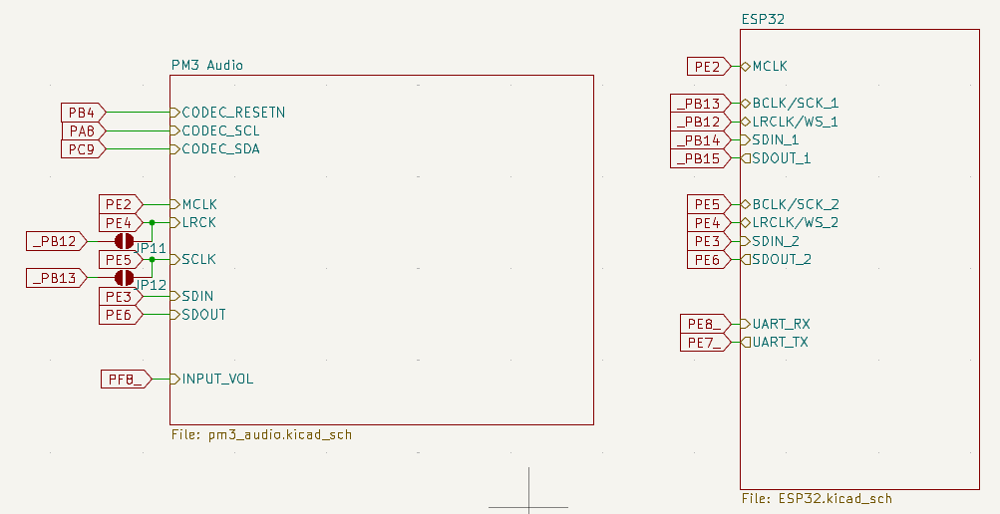 PM3 Audio
PB4 CODEC_RESETN
PA8 CODEC_SCL
PC9 CODEC_SDA
PE2 MCLK
PE4 LRCK
_PB12 JP11
PE5 SCLK
_PB13 JP12
PE3 SDIN
PE6 SDOUT
PF8_ INPUT_VOL
File: pm3_audio.kicad_sch
ESP32
PE2 MCLK
_PB13 BCLK/SCK_1
_PB12 LRCLK/WS_1
_PB14 SDIN_1
_PB15 SDOUT_1
PE5 BCLK/SCK_2
PE4 LRCLK/WS_2
PE3 SDIN_2
PE6 SDOUT_2
PE8_ UART_RX
PE7_ UART_TX
File: ESP32.kicad_sch